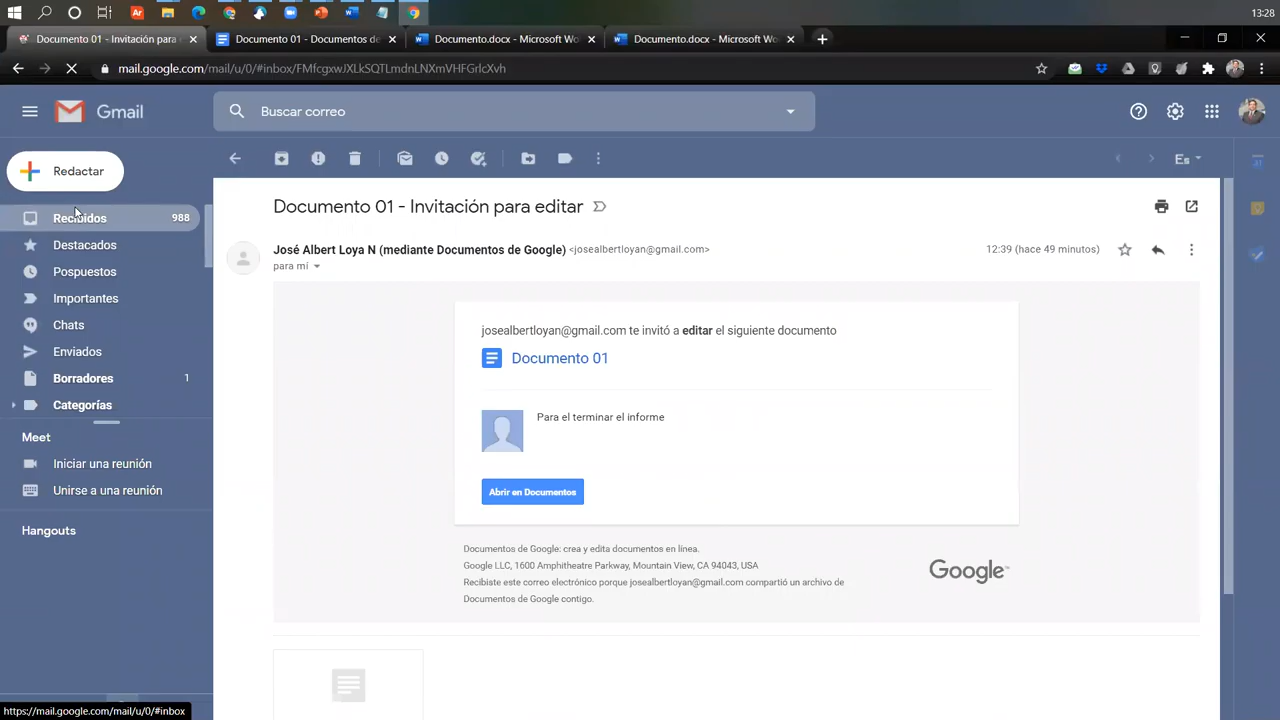 13:28
Documento 01 - Invitación para e
Documento 01 - Documentos de
Documento.docx - Microsoft Wo
Documento.docx - Microsoft Wo
mail.google.com/mail/u/0/#inbox/FMfcgxwJXLkSQTLmdnLNXmVHFGrlcXvh
Gmail
Buscar correo
Redactar
Es
Recibidos 988
Destacados
Pospuestos
Importantes
Chats
Enviados
Borradores 1
Categorías
Meet
Iniciar una reunión
Unirse a una reunión
Hangouts
Documento 01 - Invitación para editar
José Albert Loya N (mediante Documentos de Google) <josealbertloyan@gmail.com>
12:39 (hace 49 minutos)
para mí
josealbertloyan@gmail.com te invitó a editar el siguiente documento
Documento 01
Para el terminar el informe
Abrir en Documentos
Documentos de Google: crea y edita documentos en línea.
Google LLC, 1600 Amphitheatre Parkway, Mountain View, CA 94043, USA
Recibiste este correo electrónico porque josealbertloyan@gmail.com compartió un archivo de
Documentos de Google contigo.
Google
https://mail.google.com/mail/u/0/#inbox